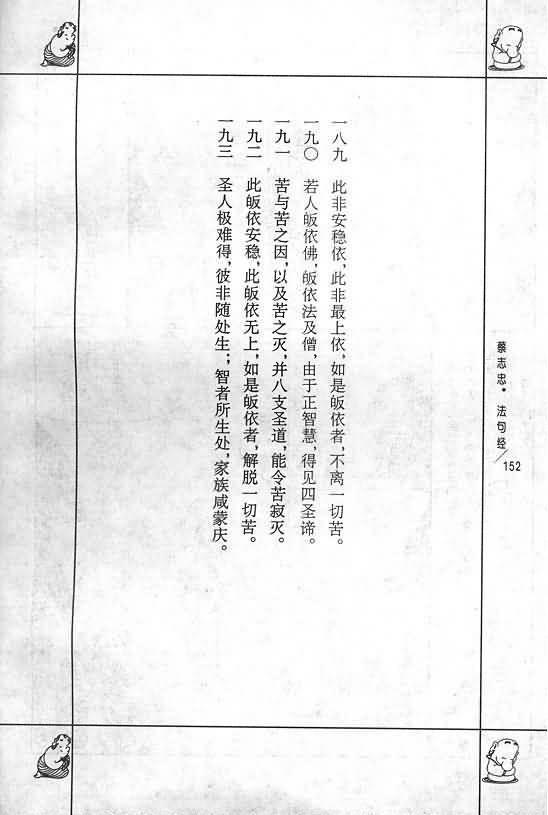 一八九 此非安稳依，此非最上依，如是皈依者，不离一切苦。
一九〇 若人皈依佛，皈依法及僧，由于正智慧，得见四圣谛。
一九一 苦与苦之因，以及苦之灭，并八支圣道，能令苦寂灭。
一九二 此皈依安稳，此皈依无上，如是皈依者，解脱一切苦。
一九三 圣人极难得，彼非随处生；智者所生处，家族咸蒙庆。
蔡志忠•法句经/152